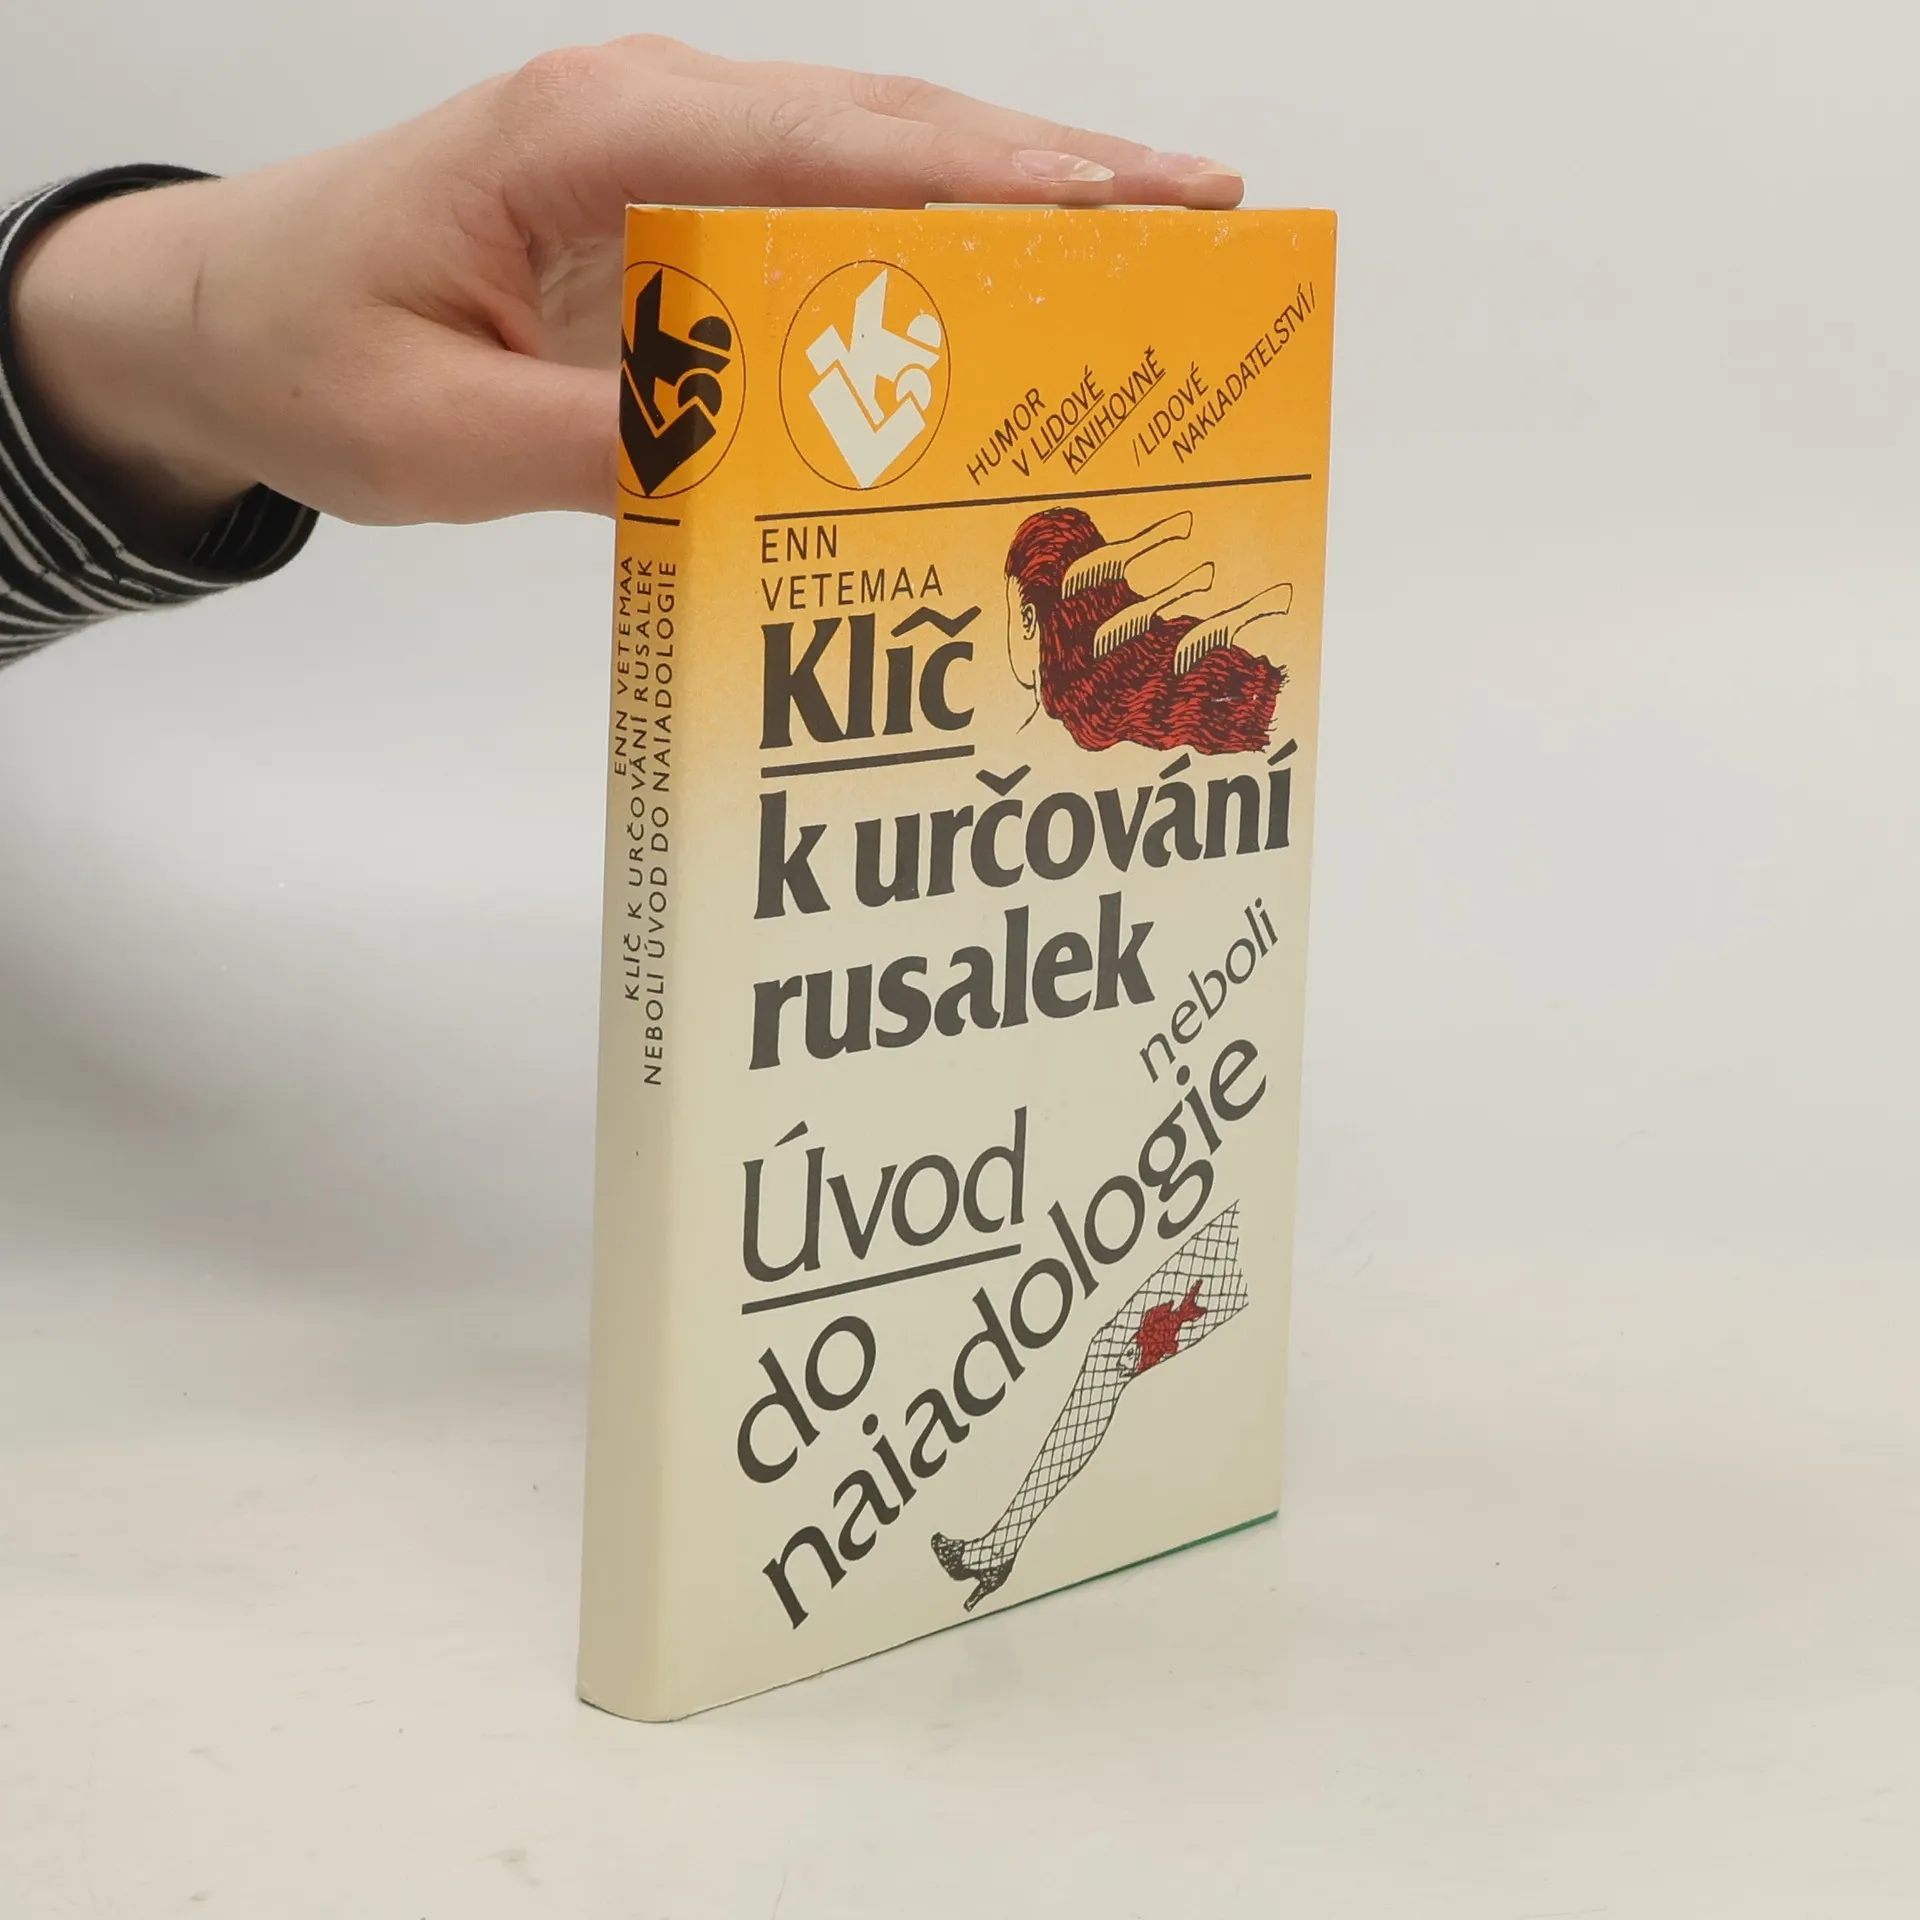 HUMOR
V LIDOVÉ
KNIHOVNĚ
/LIDOVÉ
NAKLADATELSTVÍ/
ENN
VETEMAA
Klíč
k určování
rusalek
neboli
Úvod
do
naiadologie
ENN VETEMAA
KLÍČ K URČOVÁNÍ RUSALEK
NEBOLI ÚVOD DO NAIADOLOGIE